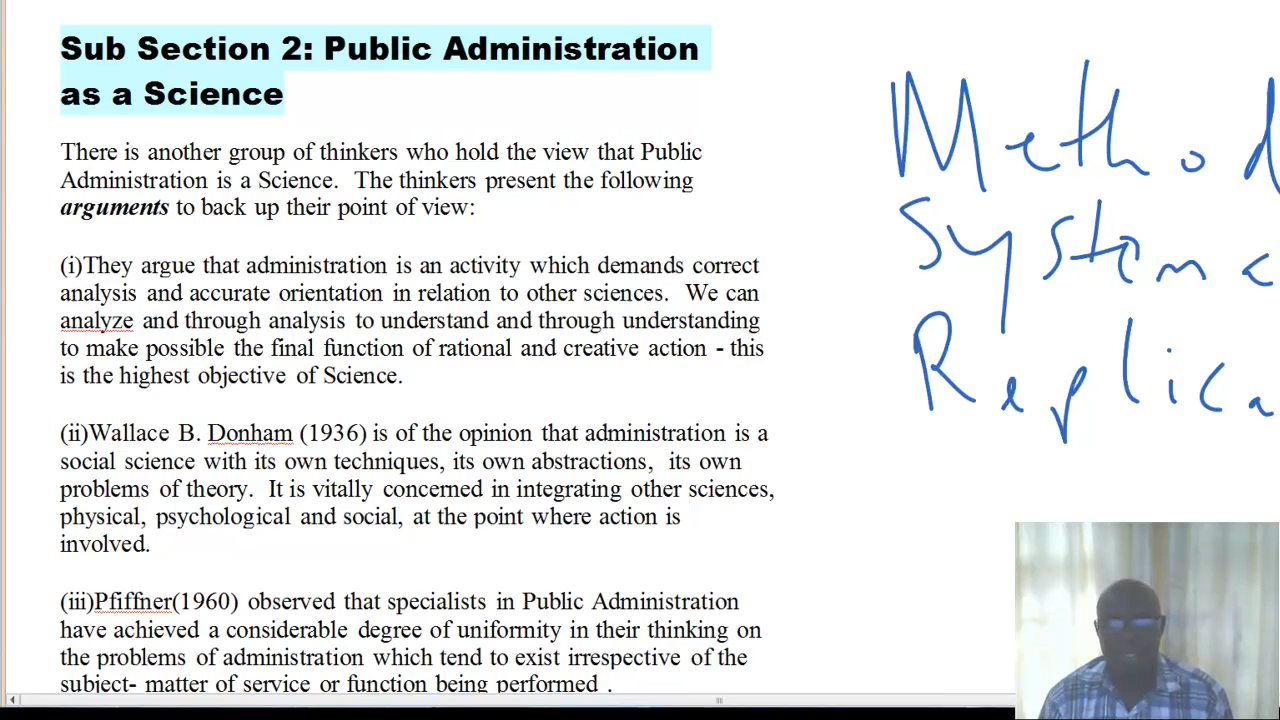 Sub Section 2: Public Administration
as a Science
There is another group of thinkers who hold the view that Public
Administration is a Science. The thinkers present the following
arguments to back up their point of view:
(i)They argue that administration is an activity which demands correct
analysis and accurate orientation in relation to other sciences. We can
analyze and through analysis to understand and through understanding
to make possible the final function of rational and creative action - this
is the highest objective of Science.
(ii)Wallace B. Donham (1936) is of the opinion that administration is a
social science with its own techniques, its own abstractions, its own
problems of theory. It is vitally concerned in integrating other sciences,
physical, psychological and social, at the point where action is
involved.
(iii)Pfiffner(1960) observed that specialists in Public Administration
have achieved a considerable degree of uniformity in their thinking on
the problems of administration which tend to exist irrespective of the
subject- matter of service or function being performed .
Method
Replica